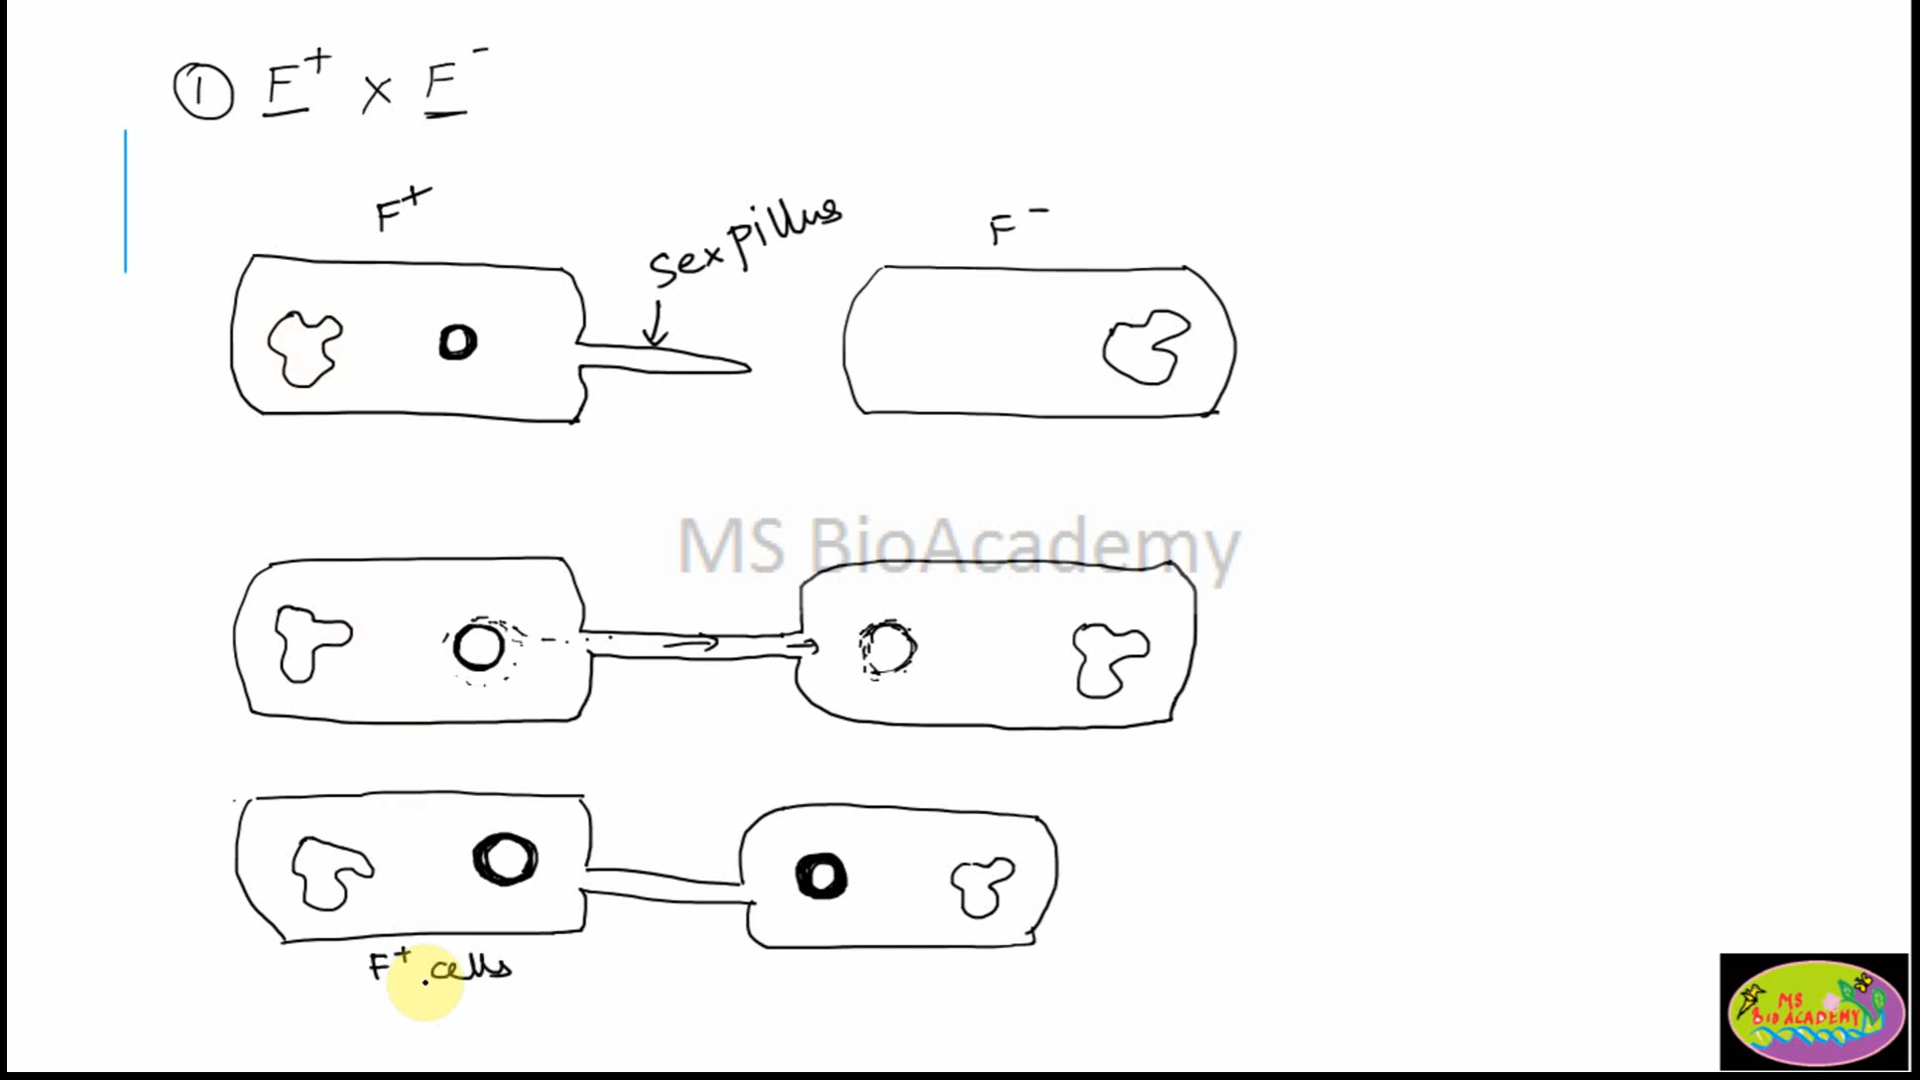 ① F⁺ x F⁻
F⁺
sex pillus
F⁻
MS BioAcademy
F⁺ cells
MS
BIO ACADEMY